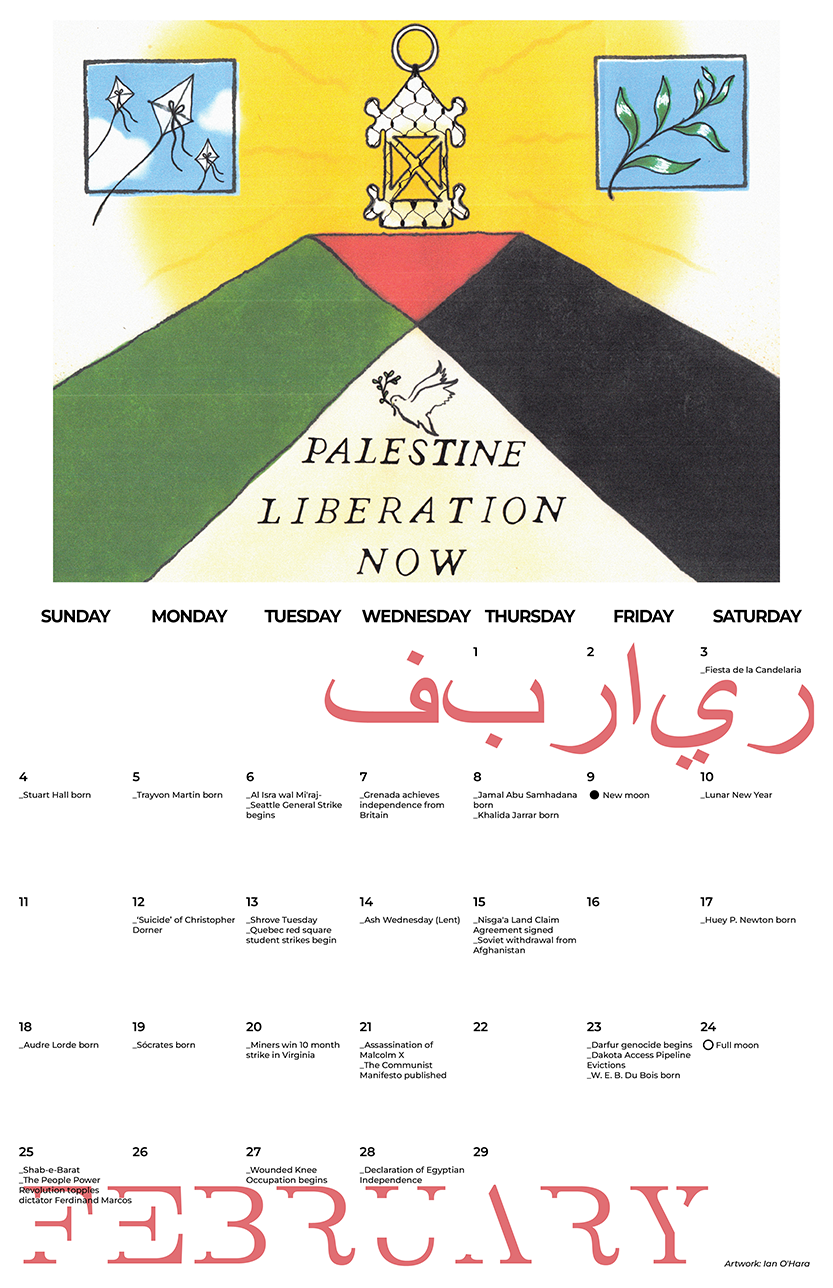 PALESTINE
LIBERATION
NOW
SUNDAY MONDAY TUESDAY WEDNESDAY THURSDAY FRIDAY SATURDAY
1
2
3
_Fiesta de la Candelaria
ر ي ا ر ب ف
4
_Stuart Hall born
5
_Trayvon Martin born
6
_Al Isra wal Mi'raj-
_Seattle General Strike
begins
7
_Grenada achieves
independence from
Britain
8
_Jamal Abu Samhadana
born
_Khalida Jarrar born
9
New moon
10
_Lunar New Year
11
12
_'Suicide' of Christopher
Dorner
13
_Shrove Tuesday
_Quebec red square
student strikes begin
14
_Ash Wednesday (Lent)
15
_Nisga'a Land Claim
Agreement signed
_Soviet withdrawal from
Afghanistan
16
17
_Huey P. Newton born
18
_Audre Lorde born
19
_Sócrates born
20
_Miners win 10 month
strike in Virginia
21
_Assassination of
Malcolm X
_The Communist
Manifesto published
22
23
_Darfur genocide begins
_Dakota Access Pipeline
Evictions
_W. E. B. Du Bois born
24
Full moon
25
_Shab-e-Barat
_The People Power
Revolution topples
dictator Ferdinand Marcos
26
27
_Wounded Knee
Occupation begins
28
_Declaration of Egyptian
Independence
29
FEBRUARY
Artwork: Ian O'Hara